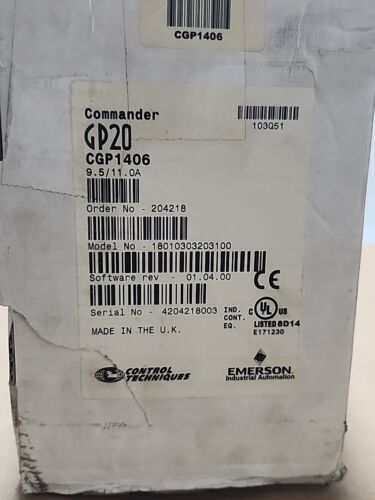 CGP1406
Commander
103Q51
GP20
CGP1406
9.5/11.0A
Order No - 204218
Model No - 18010303203100
Software rev - 01.04.00
CE
Serial No - 4204218003
IND.
CONT.
EQ.
C UL US
LISTED 8D14
E171230
MADE IN THE U.K.
CONTROL
TECHNIQUES
EMERSON
Industrial Automation